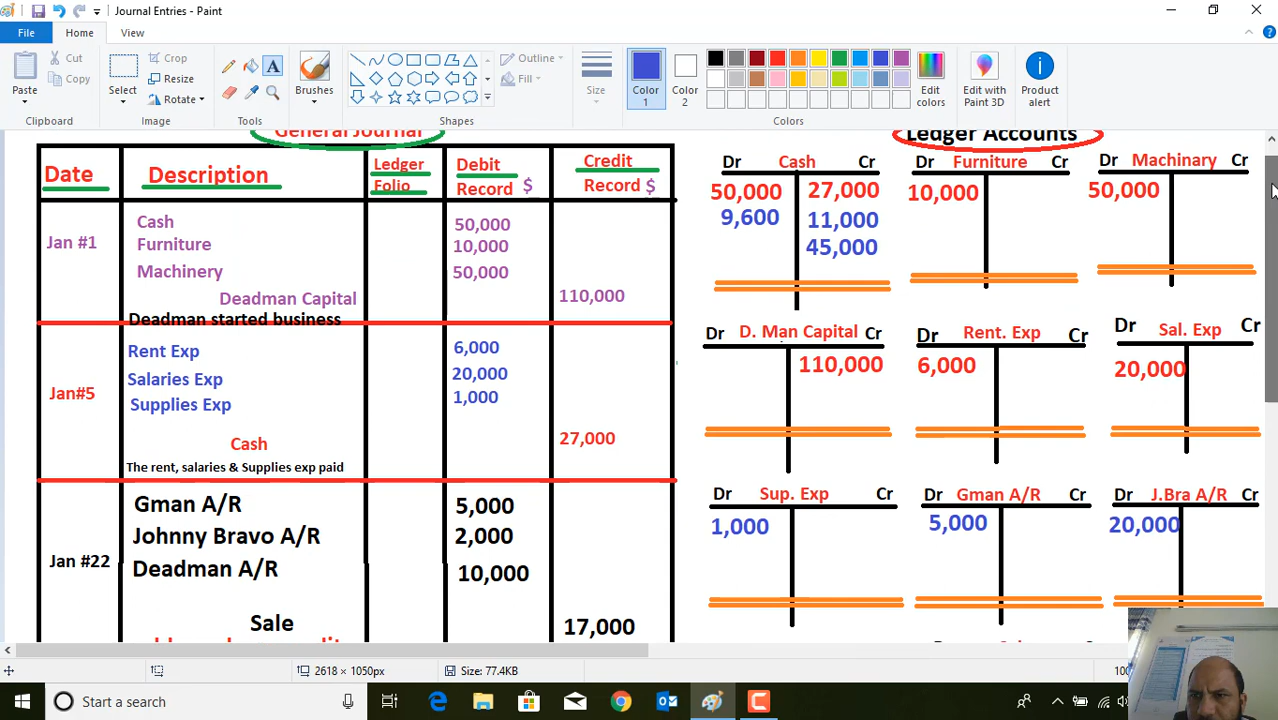 Journal Entries - Paint
File
Home
View
Paste
Cut
Copy
Clipboard
Select
Crop
Resize
Rotate
Image
Tools
Brushes
Shapes
Outline
Fill
Size
Color 1
Color 2
Edit colors
Edit with Paint 3D
Product alert
Colors
General Journal
Date
Description
Ledger Folio
Debit Record $
Credit Record $
Jan #1
Cash 50,000
Furniture 10,000
Machinery 50,000
Deadman Capital 110,000
Deadman started business
Jan#5
Rent Exp 6,000
Salaries Exp 20,000
Supplies Exp 1,000
Cash 27,000
The rent, salaries & Supplies exp paid
Jan #22
Gman A/R 5,000
Johnny Bravo A/R 2,000
Deadman A/R 10,000
Sale 17,000
Ledger Accounts
Dr Cash Cr
50,000 27,000
9,600 11,000
45,000
Dr Furniture Cr
10,000
Dr Machinary Cr
50,000
Dr D. Man Capital Cr
110,000
Dr Rent. Exp Cr
6,000
Dr Sal. Exp Cr
20,000
Dr Sup. Exp Cr
1,000
Dr Gman A/R Cr
5,000
Dr J.Bra A/R Cr
20,000
2618 × 1050px
Size: 77.4KB
100
Start a search